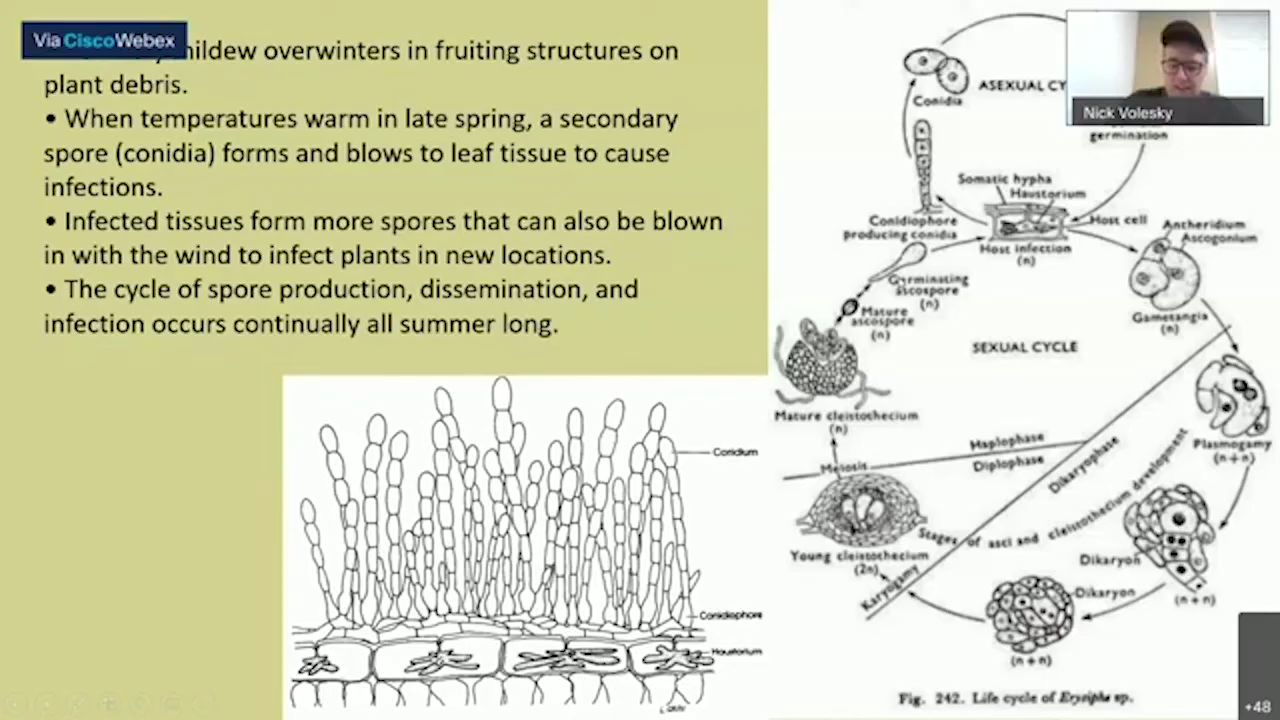 Via CiscoWebex
mildew overwinters in fruiting structures on
plant debris.
• When temperatures warm in late spring, a secondary
spore (conidia) forms and blows to leaf tissue to cause
infections.
• Infected tissues form more spores that can also be blown
in with the wind to infect plants in new locations.
• The cycle of spore production, dissemination, and
infection occurs continually all summer long.
Conidium
Conidiophore
Haustorium
Nick Volesky
ASEXUAL CY
Conidia
germination
Somatic hypha
Haustorium
Conidiophore
producing conidia
Host cell
Host infection
(n)
Antheridium
Ascogonium
Germinating
ascospore
(n)
Mature
ascospore
(n)
Gametangia
(n)
SEXUAL CYCLE
Mature cleistothecium
(n)
Plasmogamy
(n+n)
Haplophase
Diplophase
Dikaryophase
Meiosis
Stages of asci and cleistothecium development
Young cleistothecium
(2n)
Karyogamy
Dikaryon
(n+n)
Dikaryon
(n+n)
Fig. 242. Life cycle of Erysiphe sp.
+48